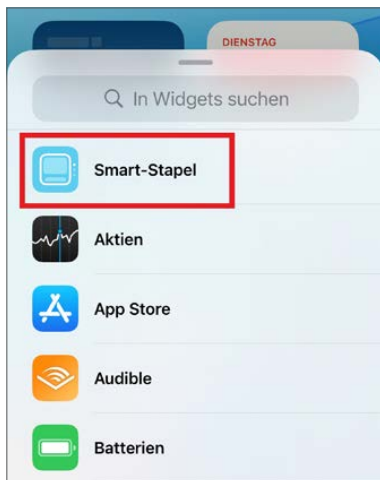 DIENSTAG
In Widgets suchen
Smart-Stapel
Aktien
App Store
Audible
Batterien